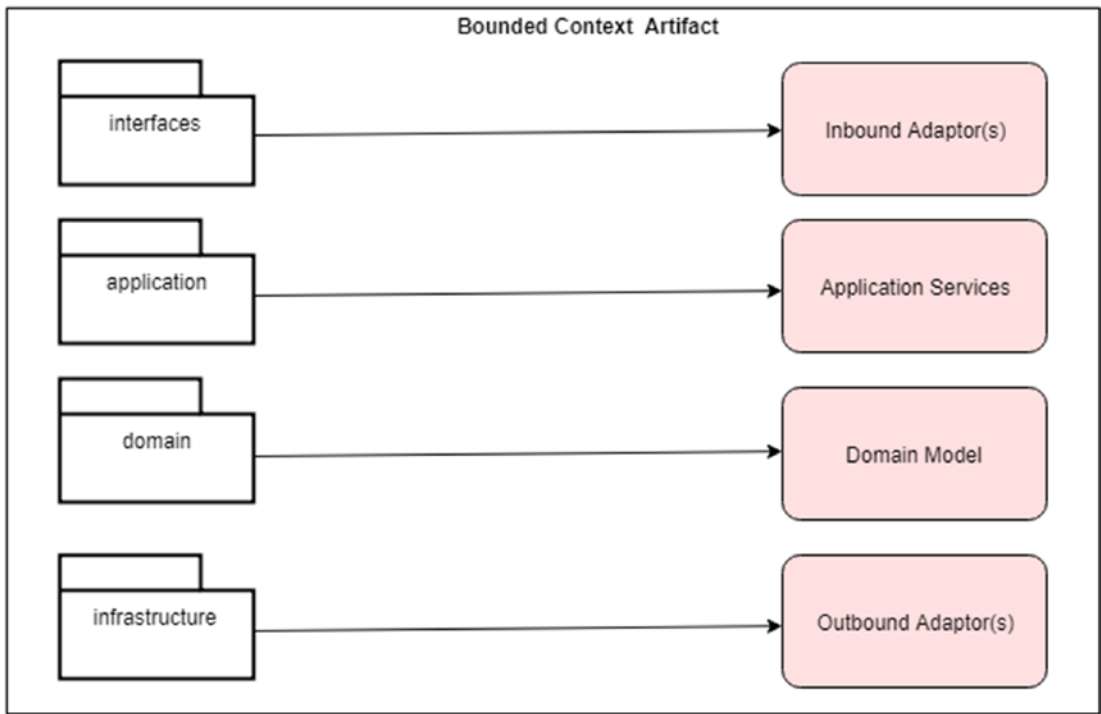 Bounded Context Artifact
interfaces
Inbound Adaptor(s)
application
Application Services
domain
Domain Model
infrastructure
Outbound Adaptor(s)